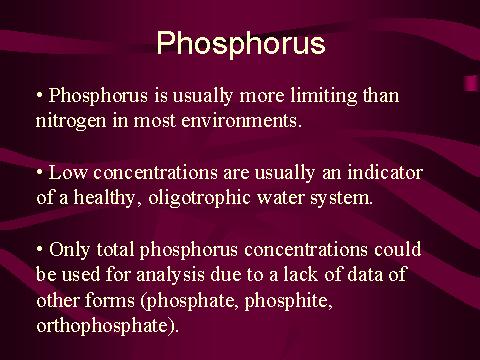 Phosphorus
• Phosphorus is usually more limiting than
nitrogen in most environments.
• Low concentrations are usually an indicator
of a healthy, oligotrophic water system.
• Only total phosphorus concentrations could
be used for analysis due to a lack of data of
other forms (phosphate, phosphite,
orthophosphate).